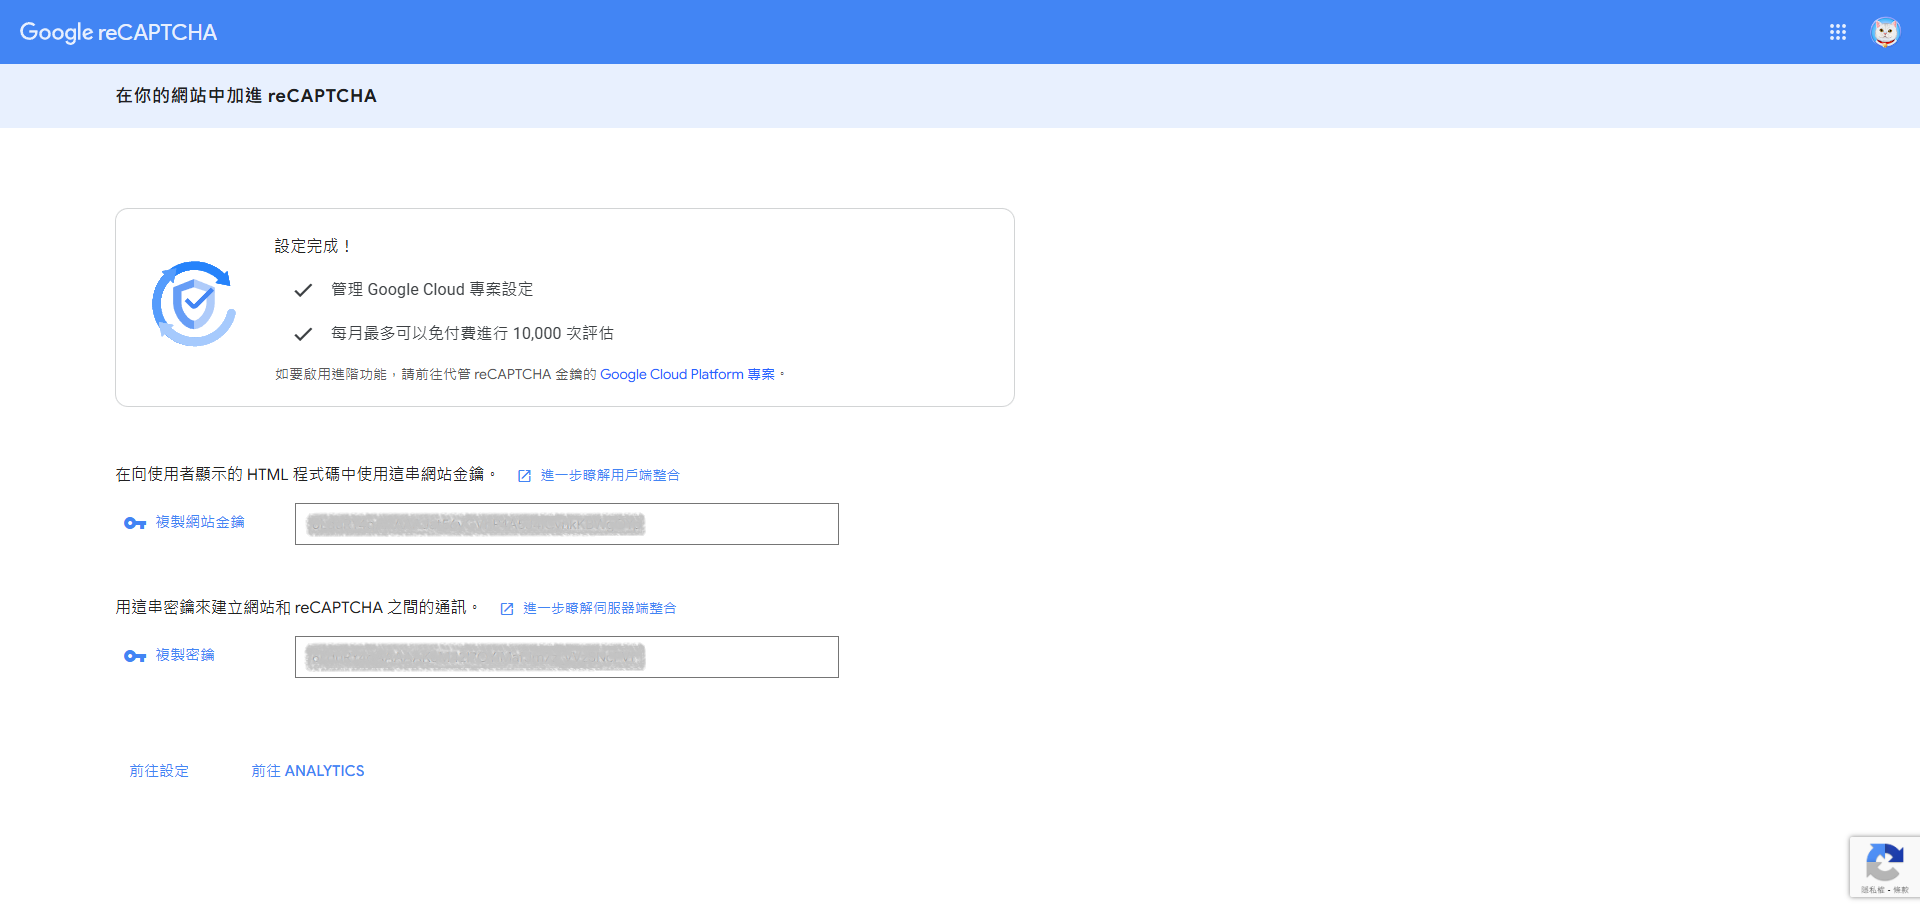 Google reCAPTCHA
在你的網站中加進 reCAPTCHA
設定完成！
管理 Google Cloud 專案設定
每月最多可以免付費進行 10,000 次評估
如要啟用進階功能，請前往代管 reCAPTCHA 金鑰的 Google Cloud Platform 專案。
在向使用者顯示的 HTML 程式碼中使用這串網站金鑰。 進一步瞭解用戶端整合
複製網站金鑰
用這串密鑰來建立網站和 reCAPTCHA 之間的通訊。 進一步瞭解伺服器端整合
複製密鑰
前往設定 前往 ANALYTICS
隱私權 - 條款